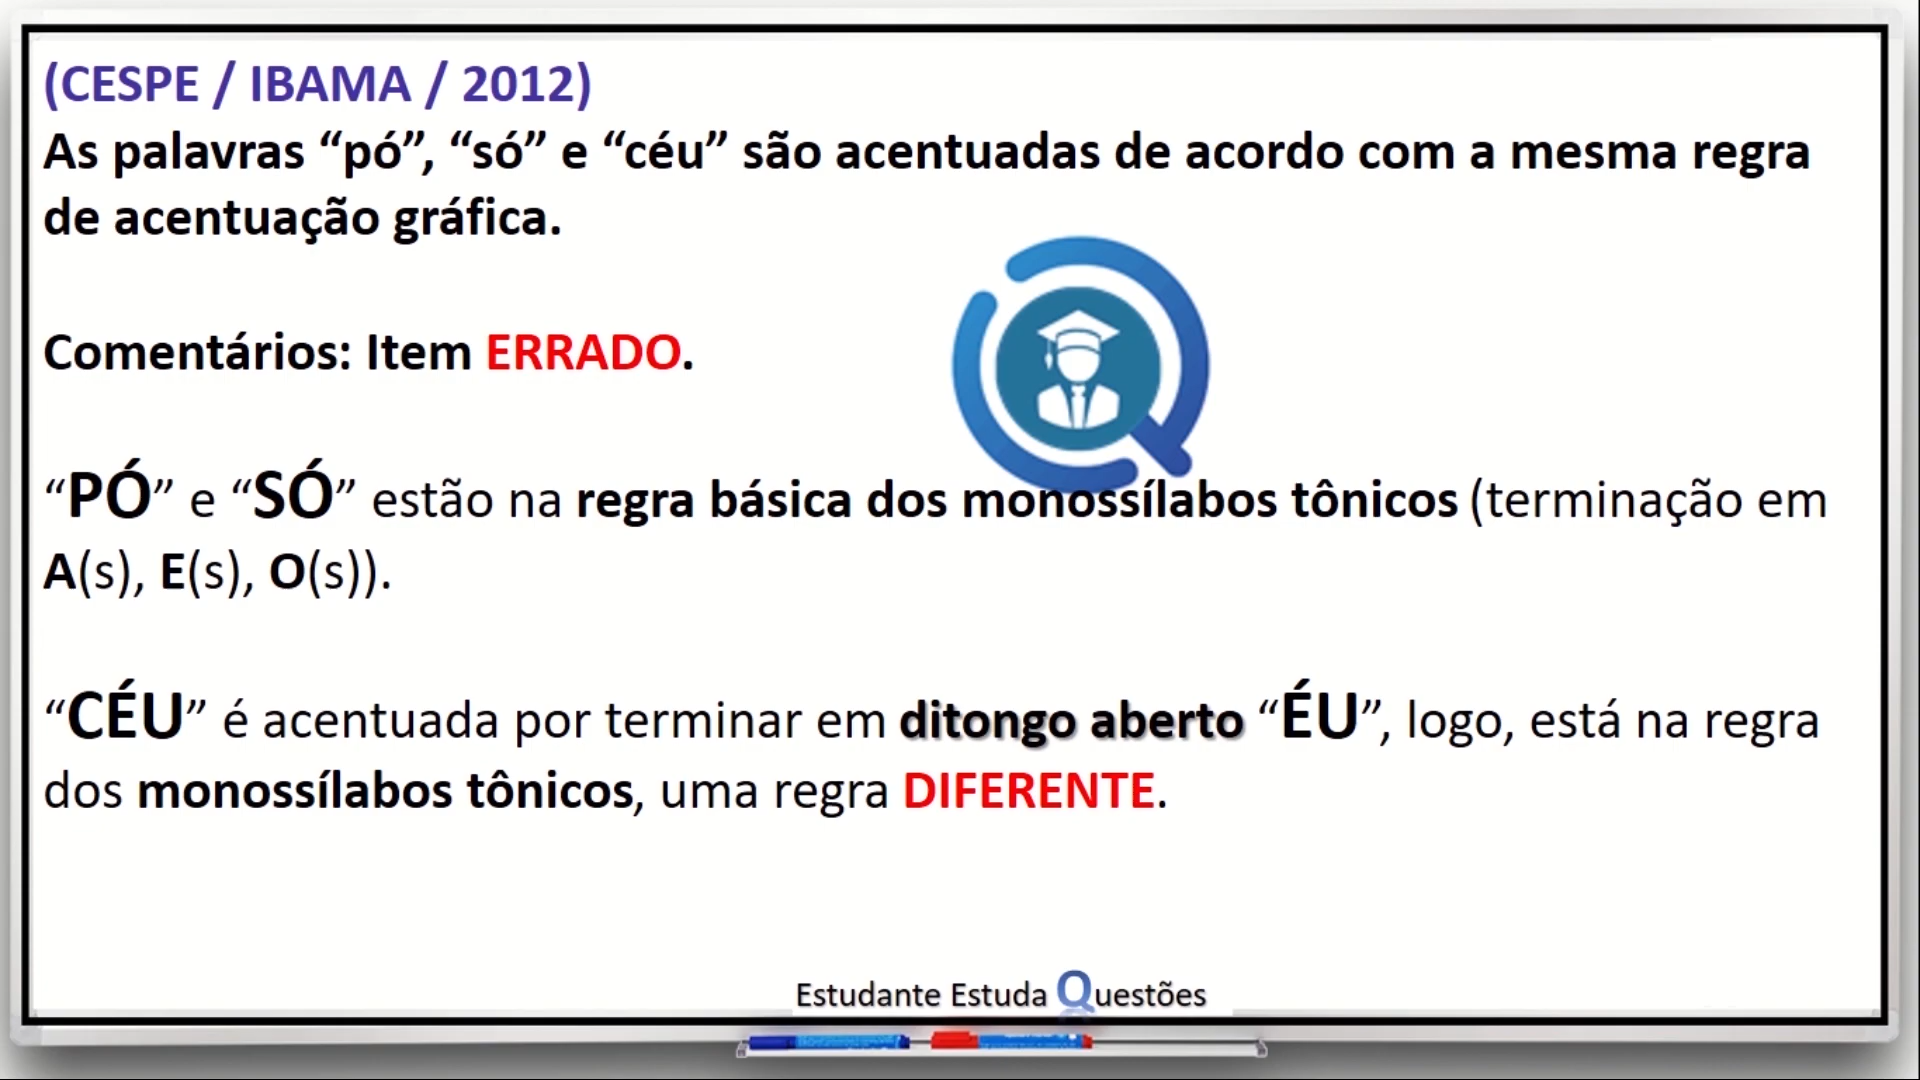 (CESPE / IBAMA / 2012)
As palavras “pó”, “só” e “céu” são acentuadas de acordo com a mesma regra
de acentuação gráfica.
Comentários: Item ERRADO.
“PÓ” e “SÓ” estão na regra básica dos monossílabos tônicos (terminação em
A(s), E(s), O(s)).
“CÉU” é acentuada por terminar em ditongo aberto “ÉU”, logo, está na regra
dos monossílabos tônicos, uma regra DIFERENTE.
Estudante Estuda Questões